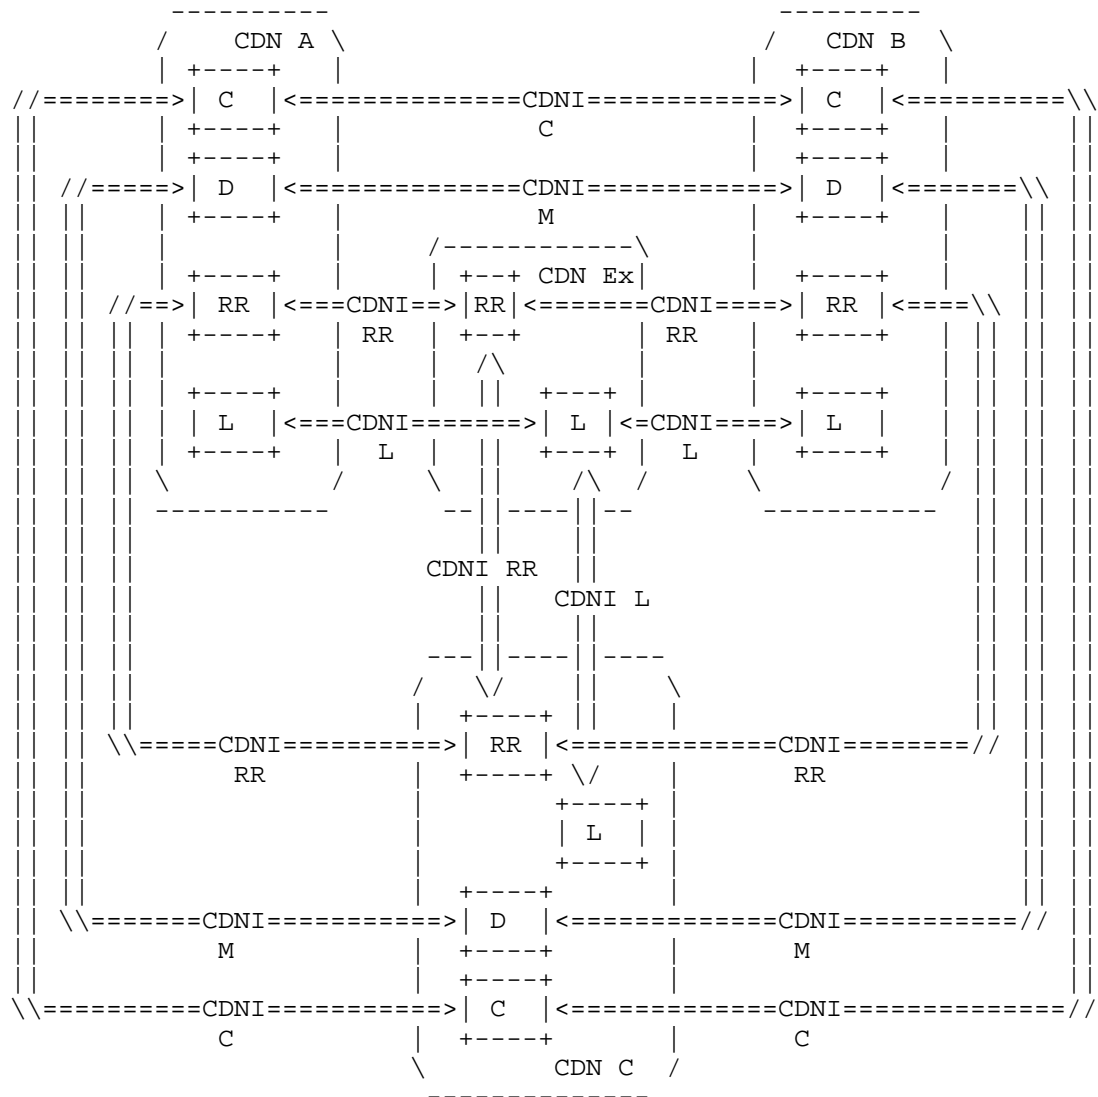 CDN A CDN B
C CDNI C
C
D CDNI D
M
CDN Ex
RR CDNI RR CDNI RR
RR RR
L CDNI L CDNI L
L L
CDNI RR
CDNI L
CDNI RR CDNI
RR RR
L
CDNI D CDNI
M M
CDNI C CDNI
C C
CDN C